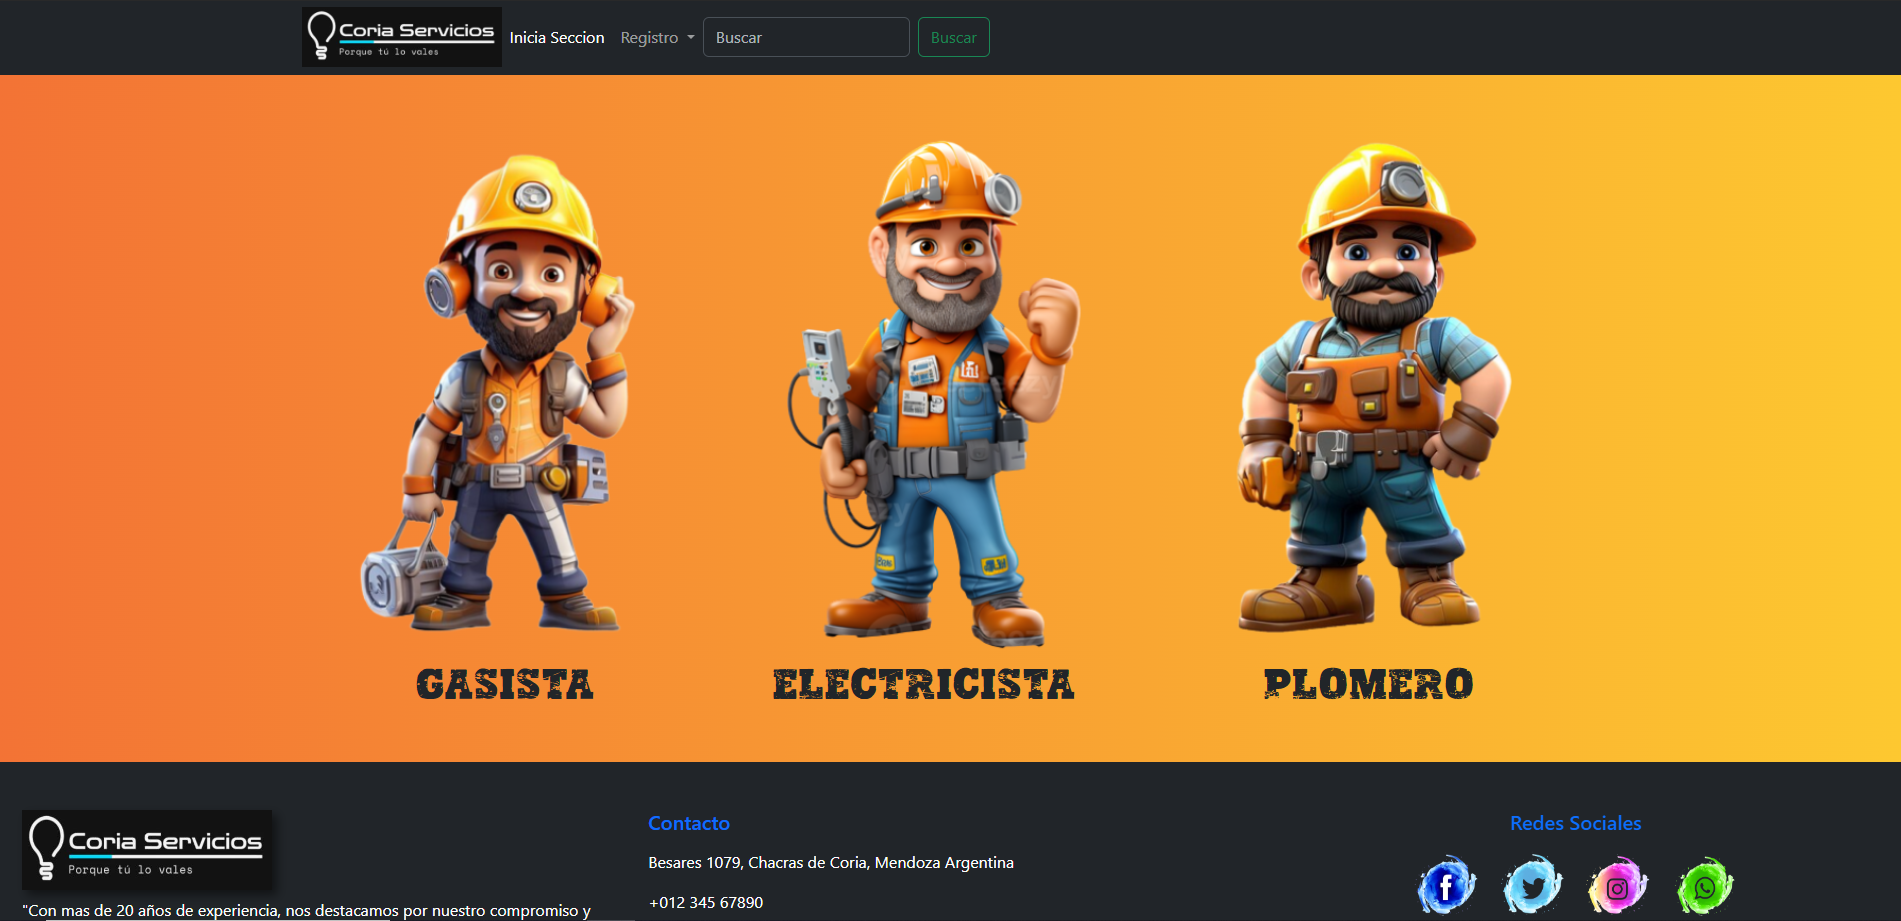 Coria Servicios
Porque tú lo vales
Inicia Seccion
Registro
Buscar
Buscar
GASISTA
ELECTRICISTA
PLOMERO
Coria Servicios
Porque tú lo vales
"Con mas de 20 años de experiencia, nos destacamos por nuestro compromiso y
Contacto
Besares 1079, Chacras de Coria, Mendoza Argentina
+012 345 67890
Redes Sociales